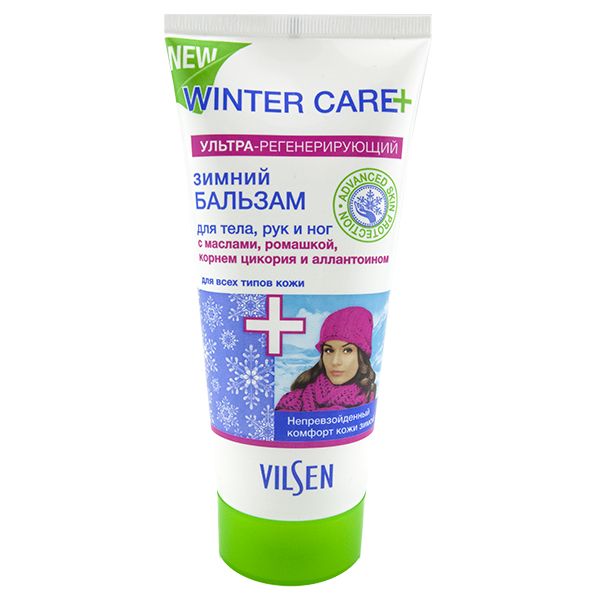 NEW
WINTER CARE+
УЛЬТРА-РЕГЕНЕРИРУЮЩИЙ
ЗИМНИЙ
БАЛЬЗАМ
для тела, рук и ног
с маслами, ромашкой,
корнем цикория и аллантоином
ADVANCED SKIN PROTECTION
для всех типов кожи
Непревзойденный
комфорт кожи зимой
VILSEN